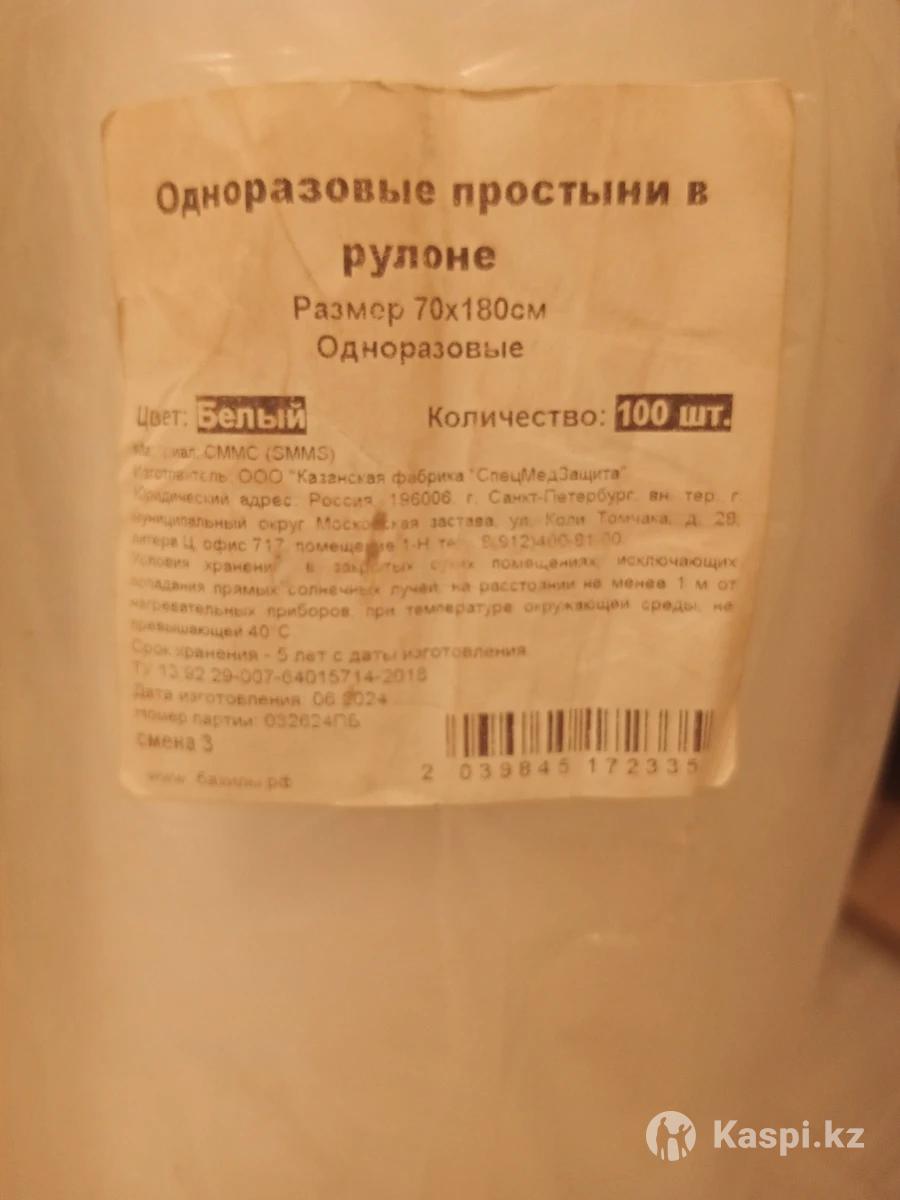 Одноразовые простыни в
рулоне
Размер 70х180см
Одноразовые
Цвет: Белый Количество: 100 шт.
Материал: СММС (SMMS)
Изготовитель: ООО "Казанская фабрика "СпецМедЗащита"
Юридический адрес: Россия, 196006, г. Санкт-Петербург, вн. тер. г.
муниципальный округ Московская застава, ул. Коли Томчака, д. 28,
литера Ц, офис 717, помещение 1-Н тел.
Условия хранения: в закрытых сухих помещениях, исключающих
попадания прямых солнечных лучей, на расстоянии не менее 1 м от
нагревательных приборов, при температуре окружающей среды, не
превышающей 40°С
Срок хранения - 5 лет с даты изготовления
ТУ 13.92.29-007-64015714-2018
Дата изготовления: 06.2024
Номер партии: 032624ПБ
смена 3
2 039845 172335
Kaspi.kz